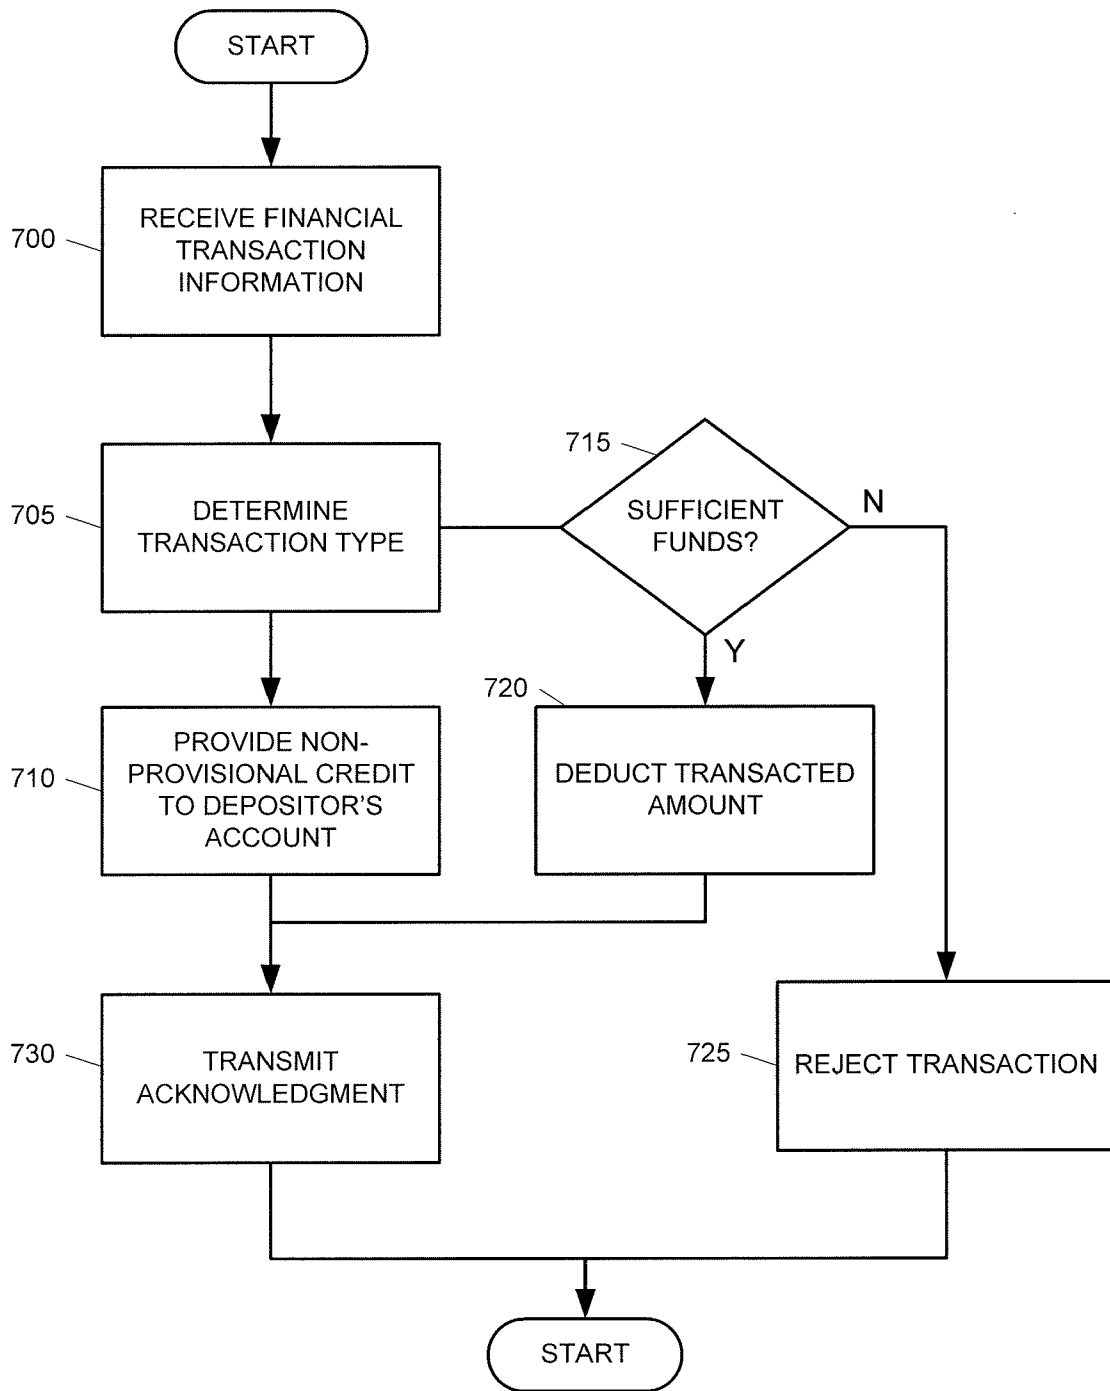 START
700
RECEIVE FINANCIAL
TRANSACTION
INFORMATION
705
DETERMINE
TRANSACTION TYPE
715
SUFFICIENT
FUNDS?
N
Y
710
PROVIDE NON-
PROVISIONAL CREDIT
TO DEPOSITOR'S
ACCOUNT
720
DEDUCT TRANSACTED
AMOUNT
730
TRANSMIT
ACKNOWLEDGMENT
725
REJECT TRANSACTION
START